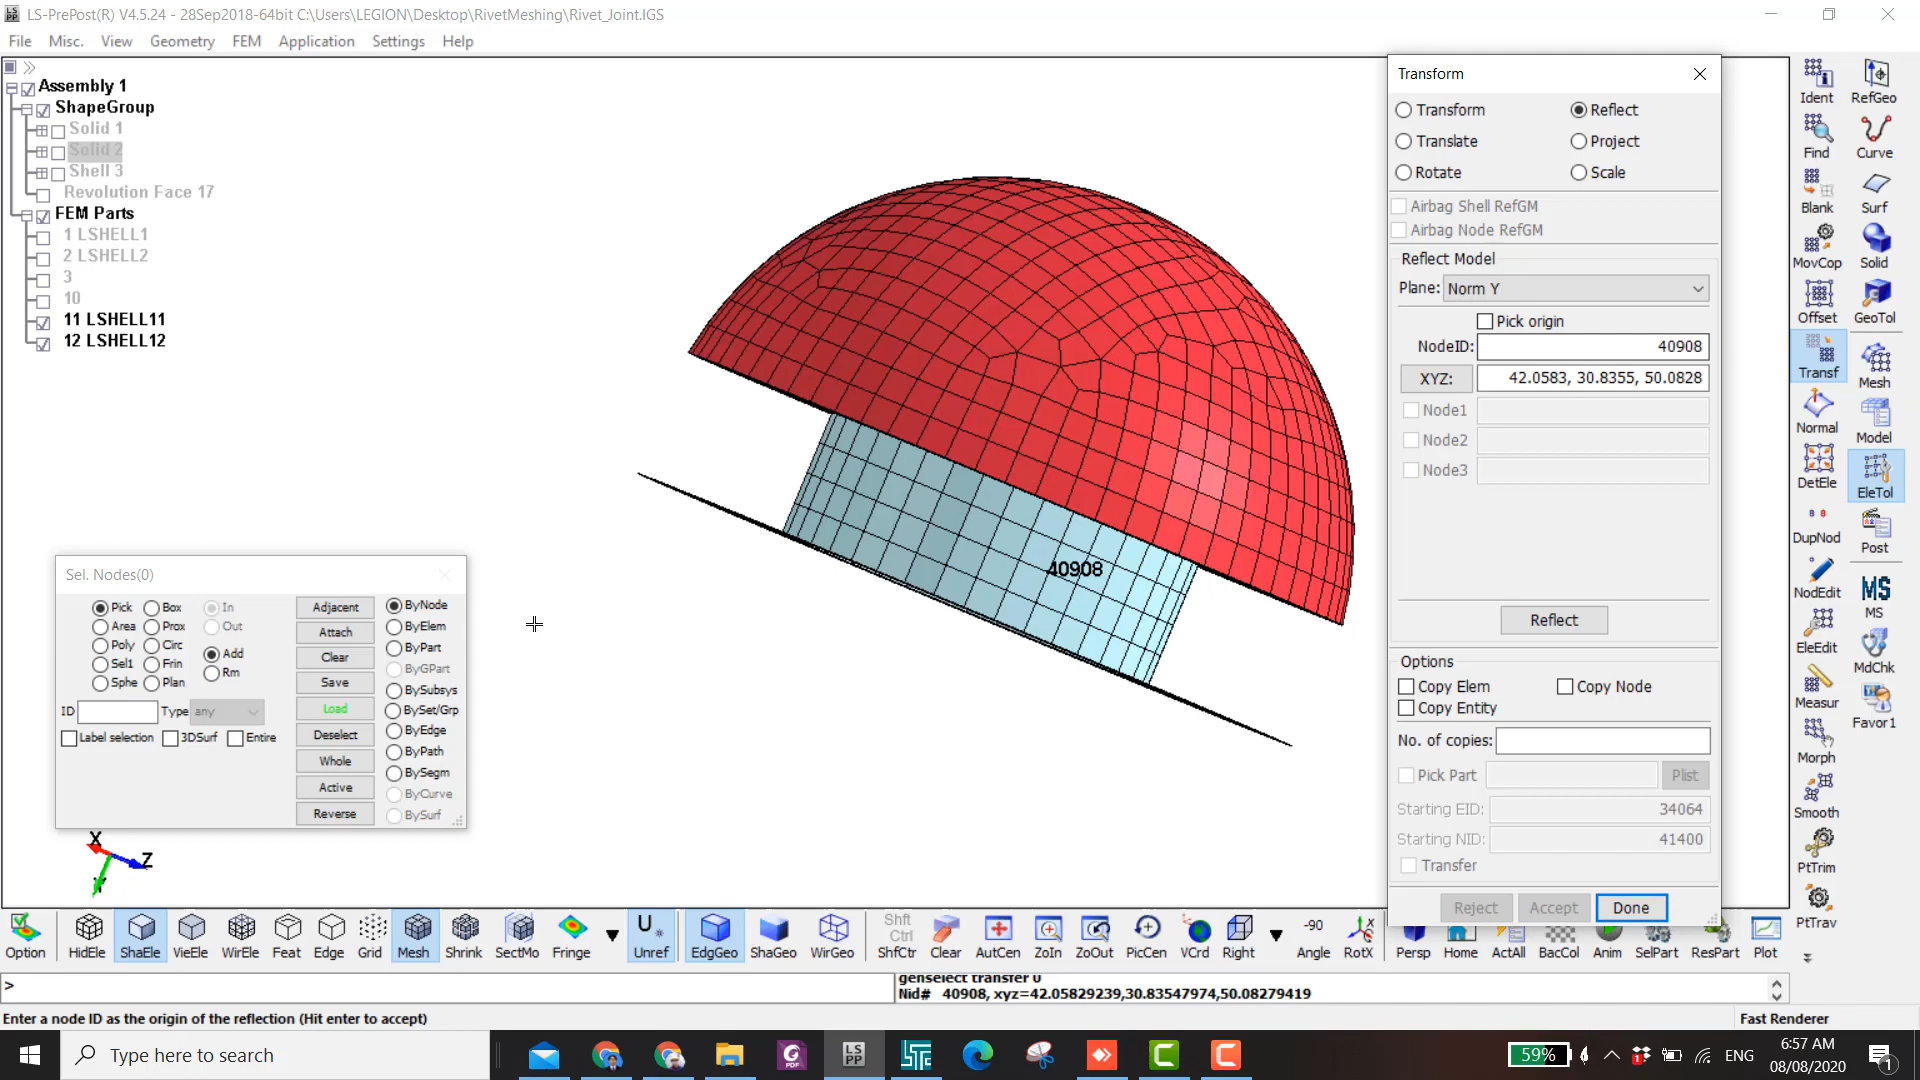 LS-PrePost(R) V4.5.24 - 28Sep2018-64bit C:\Users\LEGION\Desktop\RivetMeshing\Rivet_Joint.IGS
File Misc. View Geometry FEM Application Settings Help
Assembly 1
ShapeGroup
Solid 1
Solid 2
Shell 3
Revolution Face 17
FEM Parts
1 LSHELL1
2 LSHELL2
3
10
11 LSHELL11
12 LSHELL12
40908
Sel. Nodes(0)
Pick Box In Adjacent ByNode
Area Prox Out Attach ByElem
Poly Circ Add Clear ByPart
Sel1 Frin Rm Save ByGPart
Sphe Plan Load BySubsys
ID Type any Deselect BySet/Grp
Label selection 3DSurf Entire Whole ByEdge
Active ByPath
Reverse BySegm
ByCurve
BySurf
X
Z
Y
Transform
Transform Reflect
Translate Project
Rotate Scale
Airbag Shell RefGM
Airbag Node RefGM
Reflect Model
Plane: Norm Y
Pick origin
NodeID: 40908
XYZ: 42.0583, 30.8355, 50.0828
Node1
Node2
Node3
Reflect
Options
Copy Elem Copy Node
Copy Entity
No. of copies:
Pick Part Plist
Starting EID: 34064
Starting NID: 41400
Transfer
Reject Accept Done
Ident RefGeo
Find Curve
Blank Surf
MovCop Solid
Offset GeoTol
Transf Mesh
Normal Model
DetEle EleTol
DupNod Post
NodEdit MS
MS
EleEdit MdChk
Measur Favor1
Morph
Smooth
PtTrim
PtTrav
Option HidEle ShaEle VieEle WirEle Feat Edge Grid Mesh Shrink SectMo Fringe U Unref EdgGeo ShaGeo WirGeo Shft Ctrl ShfCtr Clear AutCen ZoIn ZoOut PicCen VCrd Right -90 Angle RotX Persp Home ActAll BacCol Anim SelPart ResPart Plot
>
genselect transfer 0
Nid# 40908, xyz=42.05829239,30.83547974,50.08279419
Enter a node ID as the origin of the reflection (Hit enter to accept)
Fast Renderer
Type here to search
PDF
LS
PP
59%
ENG
6:57 AM
08/08/2020
1